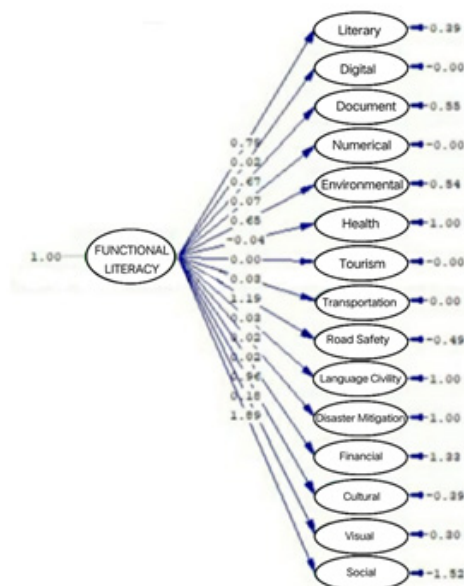 Literary
0.39
Digital
-0.00
Document
0.55
0.78
Numerical
-0.00
0.02
0.67
Environmental
0.54
0.07
0.65
Health
1.00
-0.04
1.00
FUNCTIONAL
LITERACY
0.00
Tourism
-0.00
0.03
Transportation
0.00
1.19
Road Safety
-0.49
0.03
0.02
Language Civility
1.00
0.02
Disaster Mitigation
1.00
0.18
1.89
Financial
1.33
Cultural
-0.39
Visual
0.30
Social
-1.52